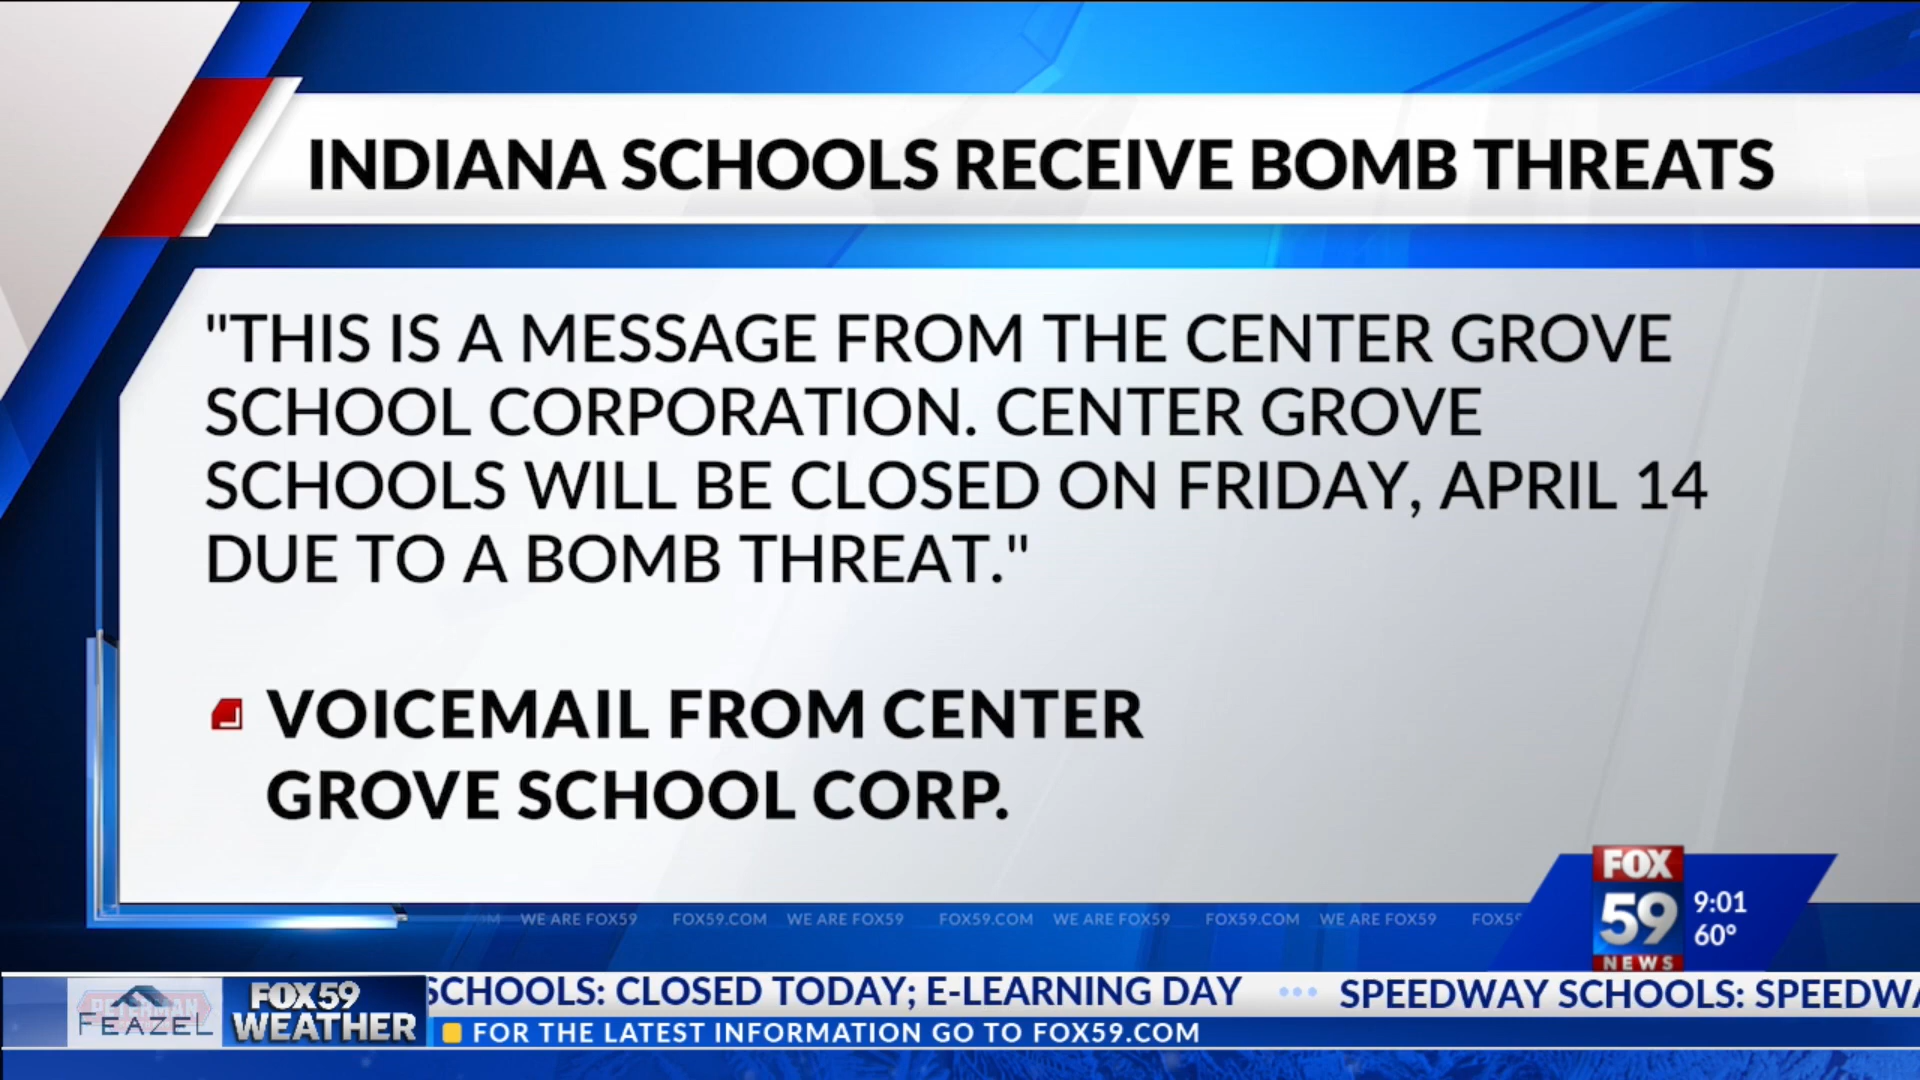 INDIANA SCHOOLS RECEIVE BOMB THREATS
"THIS IS A MESSAGE FROM THE CENTER GROVE
SCHOOL CORPORATION. CENTER GROVE
SCHOOLS WILL BE CLOSED ON FRIDAY, APRIL 14
DUE TO A BOMB THREAT."
VOICEMAIL FROM CENTER
GROVE SCHOOL CORP.
FOX
59
NEWS
9:01
60°
WE ARE FOX59 FOX59.COM WE ARE FOX59 FOX59.COM WE ARE FOX59 FOX59.COM WE ARE FOX59
PETERMAN
FEAZEL
FOX59
WEATHER
SCHOOLS: CLOSED TODAY; E-LEARNING DAY ••• SPEEDWAY SCHOOLS:
FOR THE LATEST INFORMATION GO TO FOX59.COM